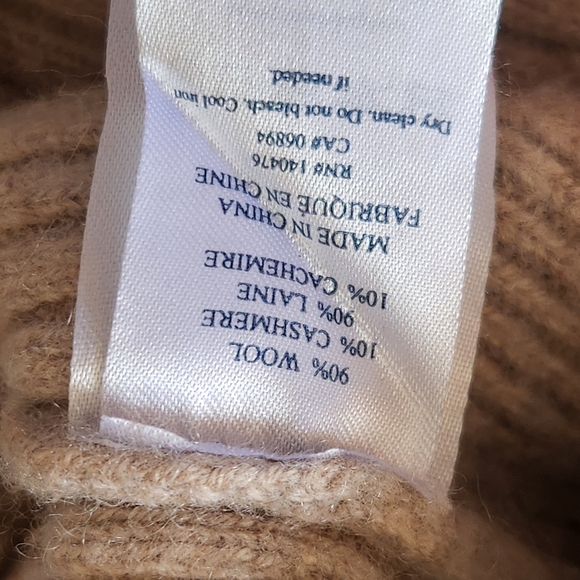 90% WOOL
10% CASHMERE
90% LAINE
10% CACHEMIRE
MADE IN CHINA
FABRIQUÉ EN CHINE
RN# 140476
CA# 06894
Dry clean. Do not bleach. Cool iron
if needed.